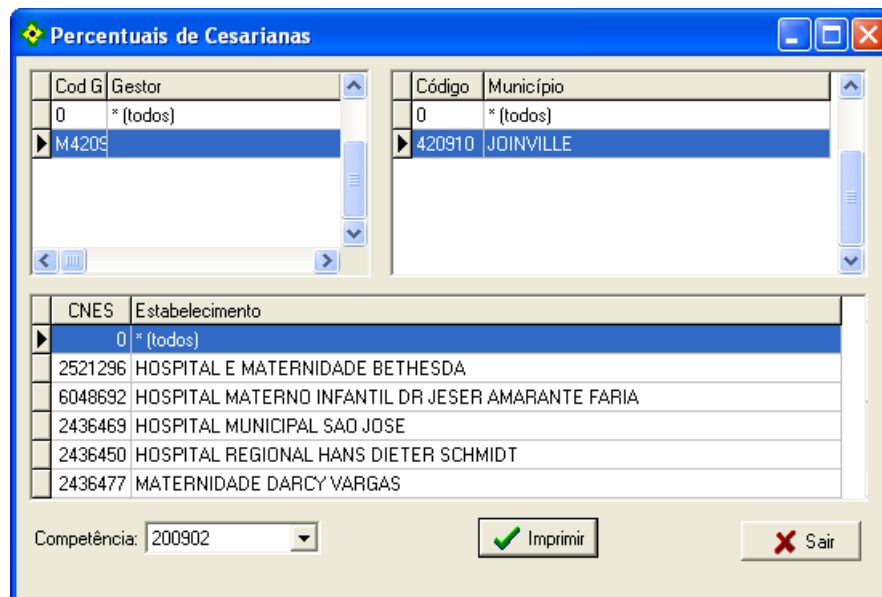 Percentuais de Cesarianas
Cod G Gestor
0 * (todos)
M4209
Código Município
0 * (todos)
420910 JOINVILLE
CNES Estabelecimento
0 * (todos)
2521296 HOSPITAL E MATERNIDADE BETHESDA
6048692 HOSPITAL MATERNO INFANTIL DR JESER AMARANTE FARIA
2436469 HOSPITAL MUNICIPAL SAO JOSE
2436450 HOSPITAL REGIONAL HANS DIETER SCHMIDT
2436477 MATERNIDADE DARCY VARGAS
Competência: 200902 Imprimir Sair